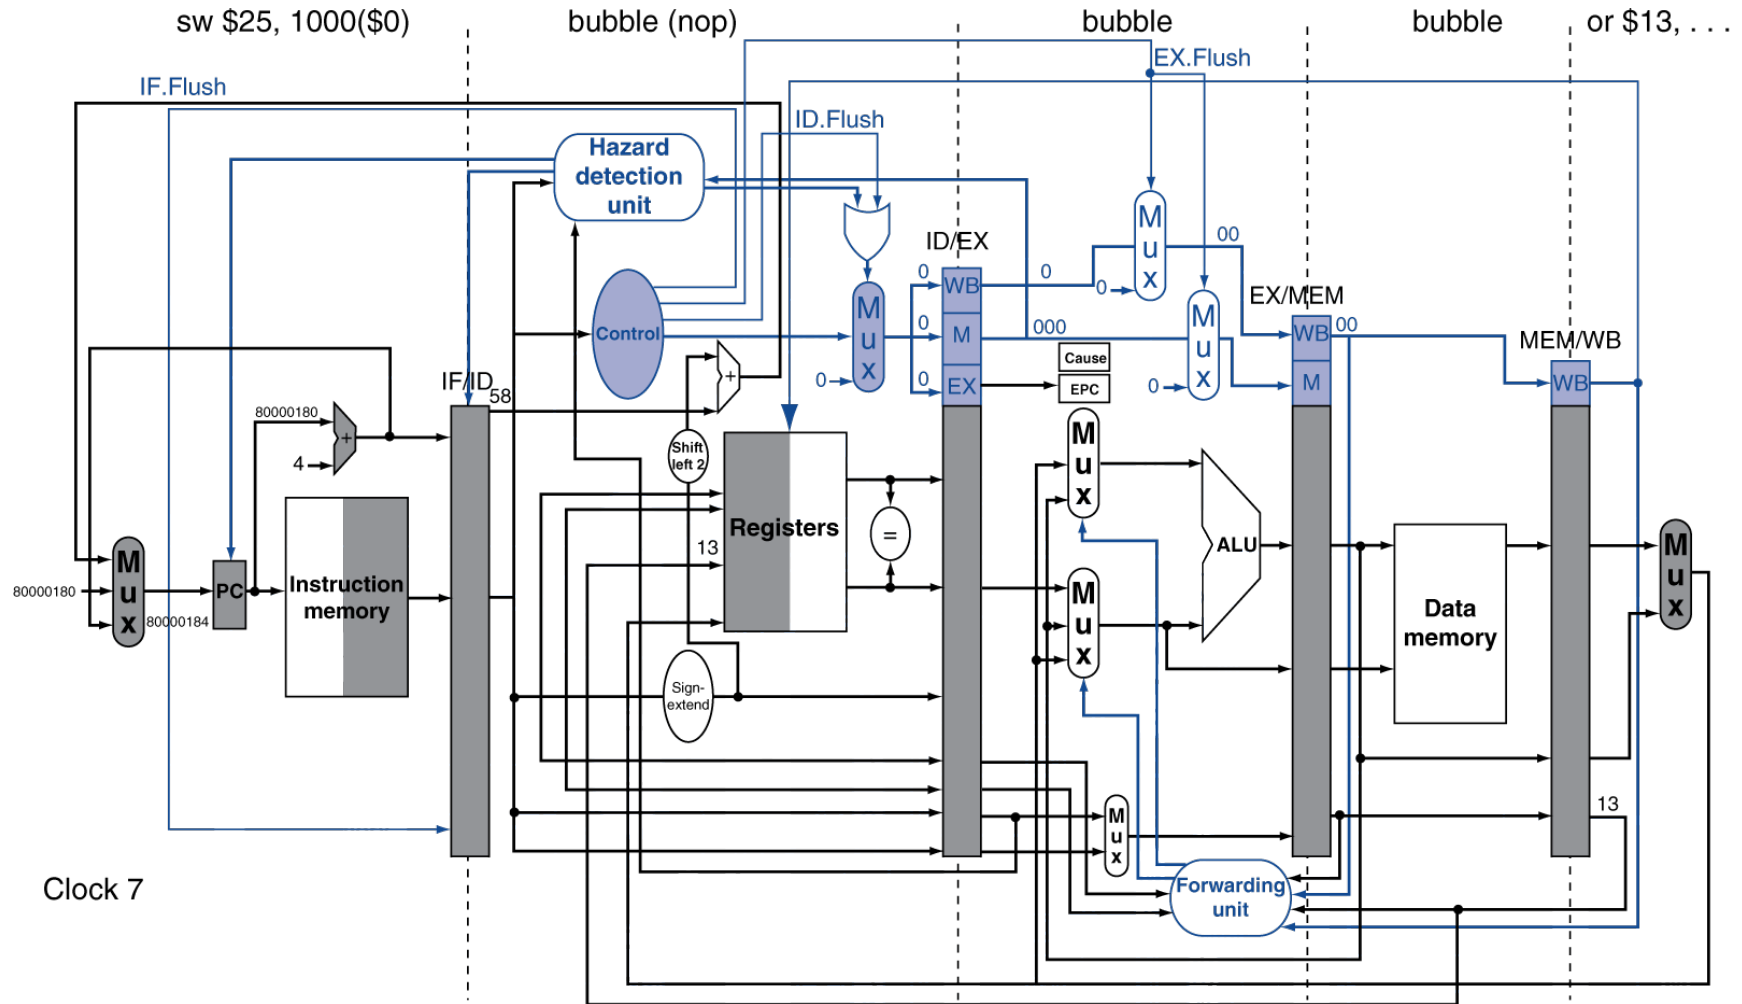 sw $25, 1000($0)
bubble (nop)
bubble
bubble
or $13, . . .
EX.Flush
IF.Flush
ID.Flush
Hazard
detection
unit
M
u
x
00
ID/EX
0
WB
0
0
EX/MEM
Control
M
u
x
0
M
000
M
u
x
WB
00
MEM/WB
Cause
0
EX
EPC
0
M
WB
0
+
IF/ID
58
80000180
+
4
Shift
left 2
M
u
x
ALU
Registers
=
13
M
u
x
80000180
PC
80000184
Instruction
memory
M
u
x
Data
memory
M
u
x
Sign-
extend
M
u
x
13
Clock 7
Forwarding
unit